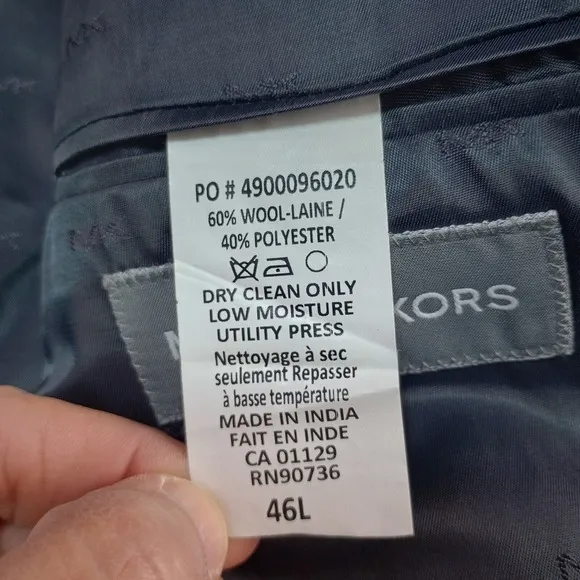 PO # 4900096020
60% WOOL-LAINE /
40% POLYESTER
DRY CLEAN ONLY
LOW MOISTURE
UTILITY PRESS
Nettoyage à sec
seulement Repasser
à basse température
MADE IN INDIA
FAIT EN INDE
CA 01129
RN90736
46L
KORS